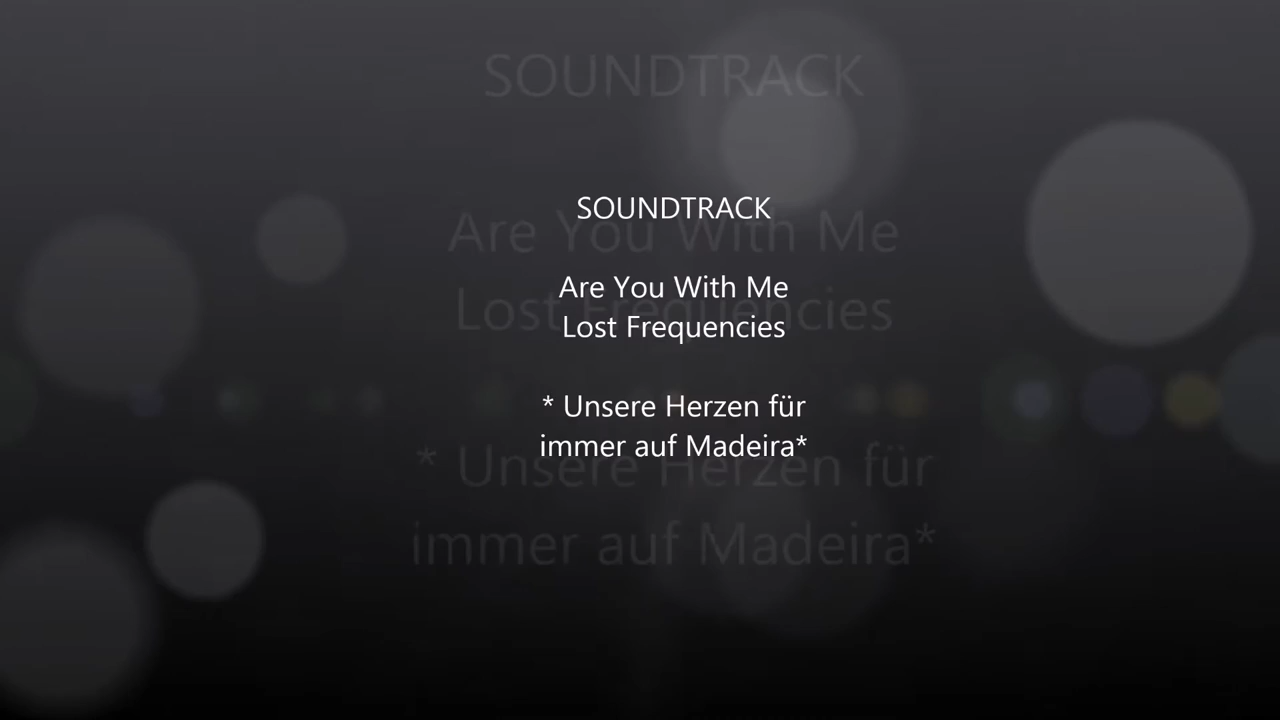 SOUNDTRACK
Are You With Me
Lost Frequencies
* Unsere Herzen für
immer auf Madeira*